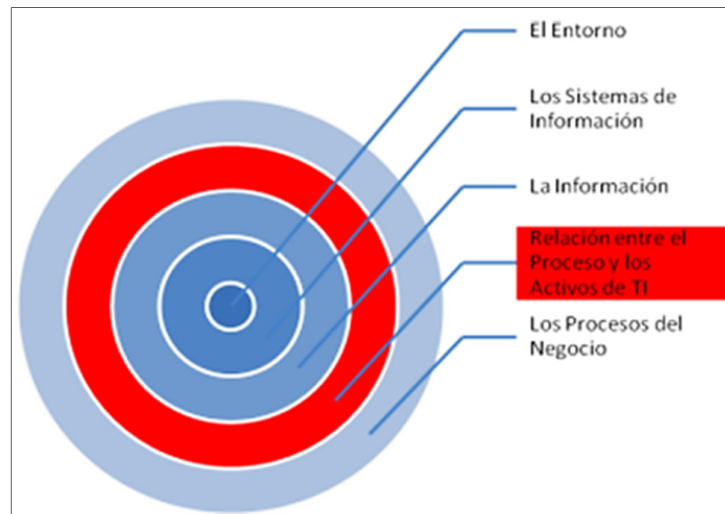 El Entorno
Los Sistemas de
Información
La Información
Relación entre el
Proceso y los
Activos de TI
Los Procesos del
Negocio